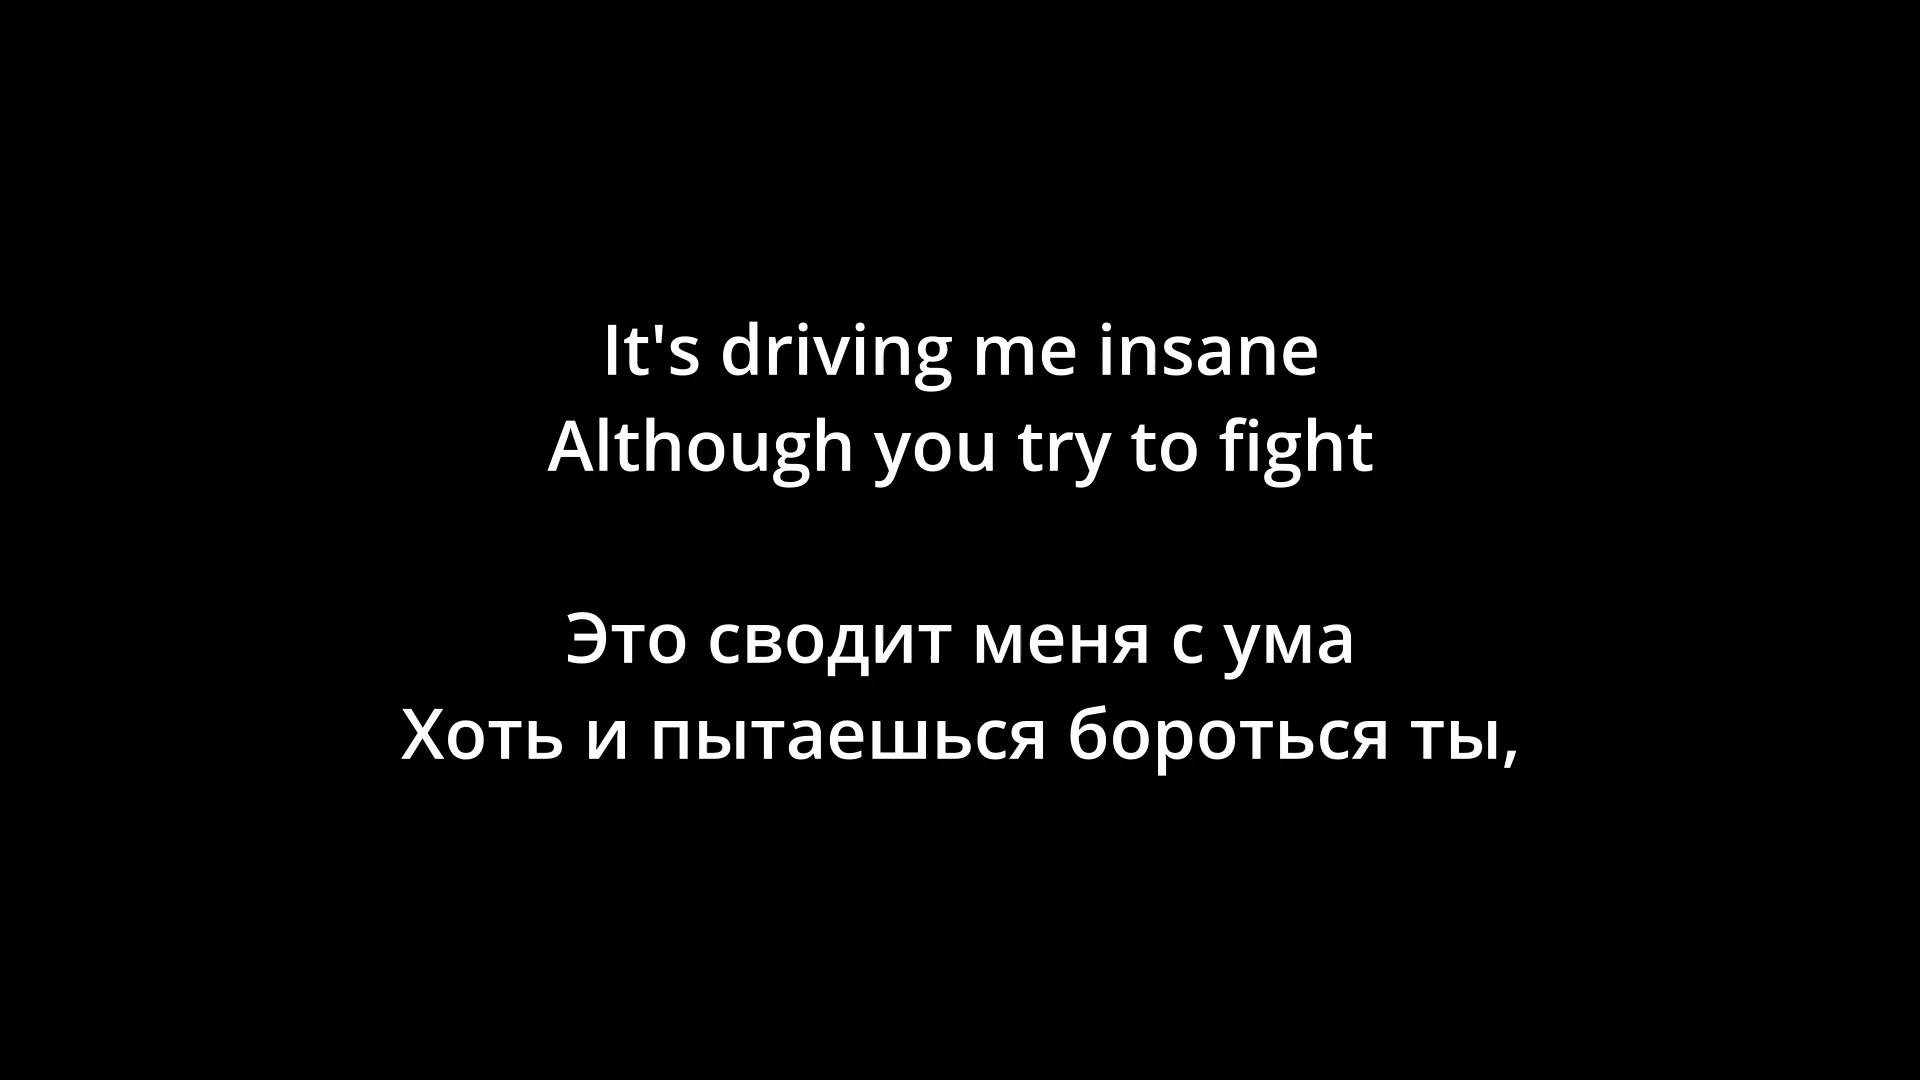 It's driving me insane
Although you try to fight
Это сводит меня с ума
Хоть и пытаешься бороться ты,